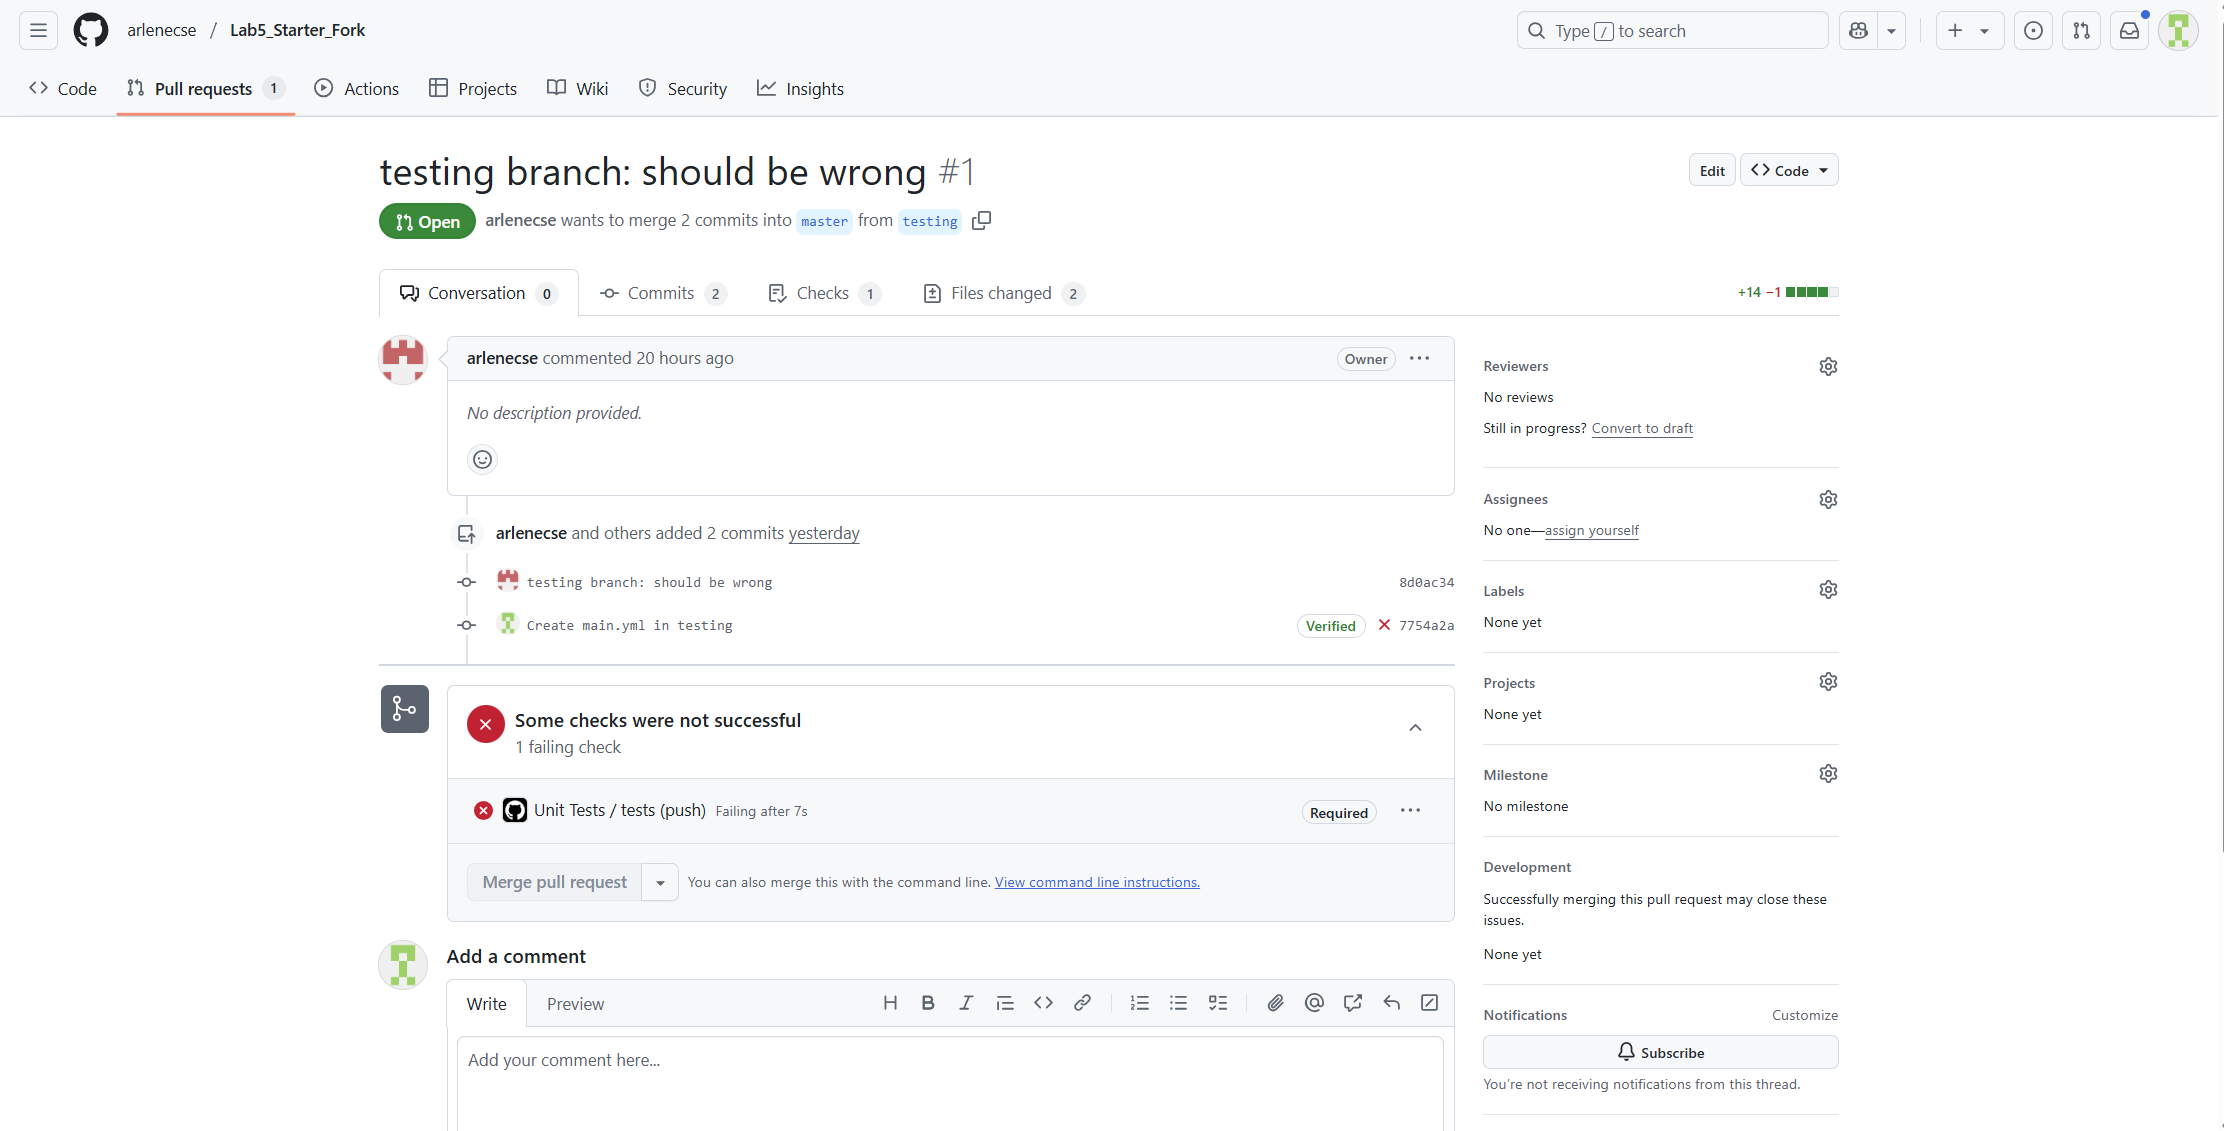 arlenecse / Lab5_Starter_Fork
Type / to search
Code
Pull requests 1
Actions
Projects
Wiki
Security
Insights
testing branch: should be wrong #1
Edit
Code
Open
arlenecse wants to merge 2 commits into master from testing
Conversation 0
Commits 2
Checks 1
Files changed 2
+14 −1
arlenecse commented 20 hours ago
Owner
No description provided.
arlenecse and others added 2 commits yesterday
testing branch: should be wrong
8d0ac34
Create main.yml in testing
Verified
7754a2a
Some checks were not successful
1 failing check
Unit Tests / tests (push) Failing after 7s
Required
Merge pull request
You can also merge this with the command line. View command line instructions.
Add a comment
Write
Preview
Add your comment here...
Reviewers
No reviews
Still in progress? Convert to draft
Assignees
No one—assign yourself
Labels
None yet
Projects
None yet
Milestone
No milestone
Development
Successfully merging this pull request may close these
issues.
None yet
Notifications
Customize
Subscribe
You’re not receiving notifications from this thread.